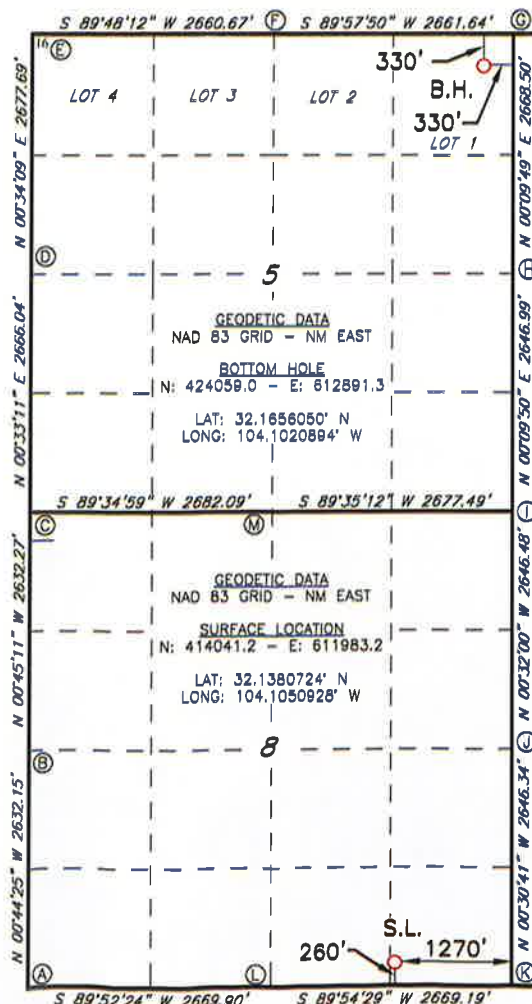 S 89°48'12" W 2660.67' F S 89°57'50" W 2661.64' G
16 E
330'
LOT 4 LOT 3 LOT 2
B.H.
330'
LOT 1
N 00°34'09" E 2677.69'
N 00°09'49" E 2668.50'
D 5 H
GEODETIC DATA
NAD 83 GRID - NM EAST
BOTTOM HOLE
N: 424059.0 - E: 612891.3
LAT: 32.1656050° N
LONG: 104.1020894° W
N 00°33'11" E 2666.04'
N 00°09'50" E 2646.99'
S 89°34'59" W 2682.09' S 89°35'12" W 2677.49'
C M I
GEODETIC DATA
NAD 83 GRID - NM EAST
SURFACE LOCATION
N: 414041.2 - E: 611983.2
LAT: 32.1380724° N
LONG: 104.1050928° W
N 00°45'11" W 2632.27'
N 00°32'00" W 2646.48'
B 8 J
N 00°44'25" W 2632.15'
N 00°30'41" W 2646.34'
S.L.
260' 1270'
A L K
S 89°52'24" W 2669.90' S 89°54'29" W 2669.18'